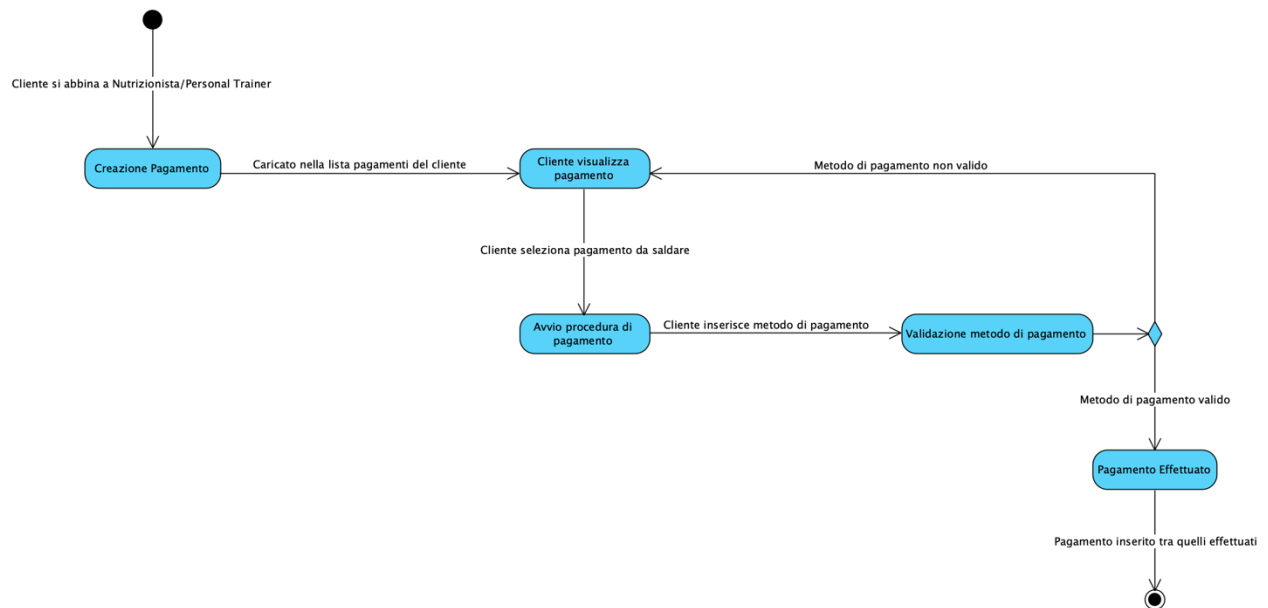 Cliente si abbina a Nutrizionista/Personal Trainer
Creazione Pagamento
Caricato nella lista pagamenti del cliente
Cliente visualizza
pagamento
Metodo di pagamento non valido
Cliente seleziona pagamento da saldare
Avvio procedura di
pagamento
Cliente inserisce metodo di pagamento
Validazione metodo di pagamento
Metodo di pagamento valido
Pagamento Effettuato
Pagamento inserito tra quelli effettuati